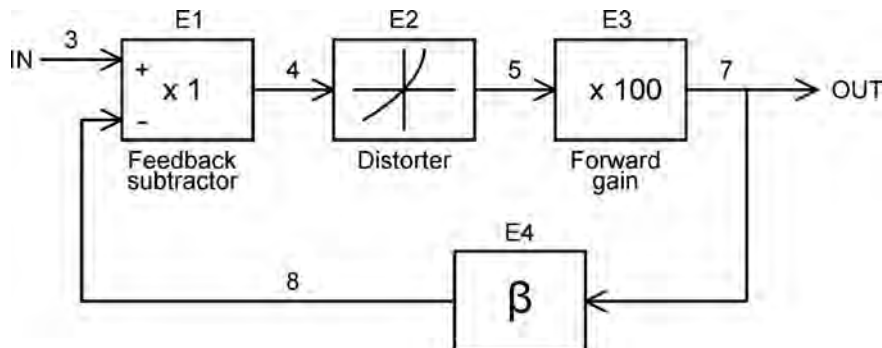 E1
E2
E3
IN
3
+
x 1
-
4
5
x 100
7
OUT
Feedback
subtractor
Distorter
Forward
gain
E4
8
β